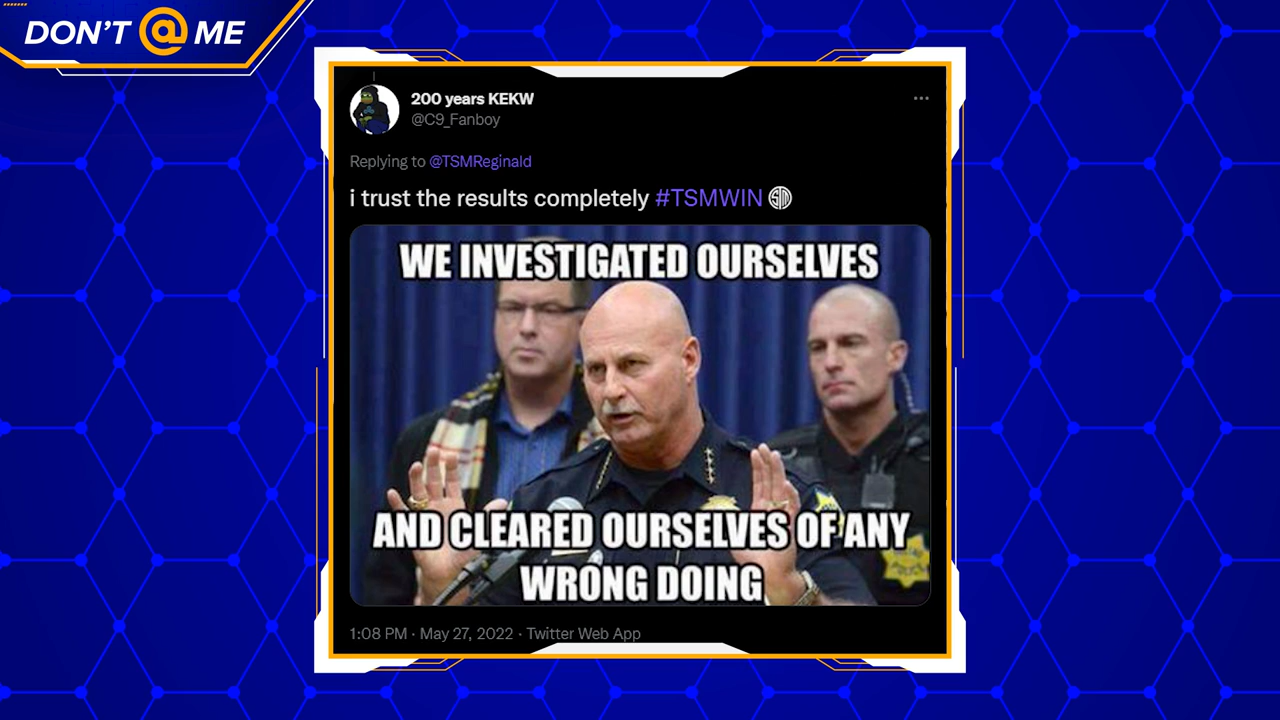 DON'T @ ME
200 years KEKW
@C9_Fanboy
Replying to @TSMReginald
i trust the results completely #TSMWIN
WE INVESTIGATED OURSELVES
AND CLEARED OURSELVES OF ANY
WRONG DOING
1:08 PM · May 27, 2022 · Twitter Web App